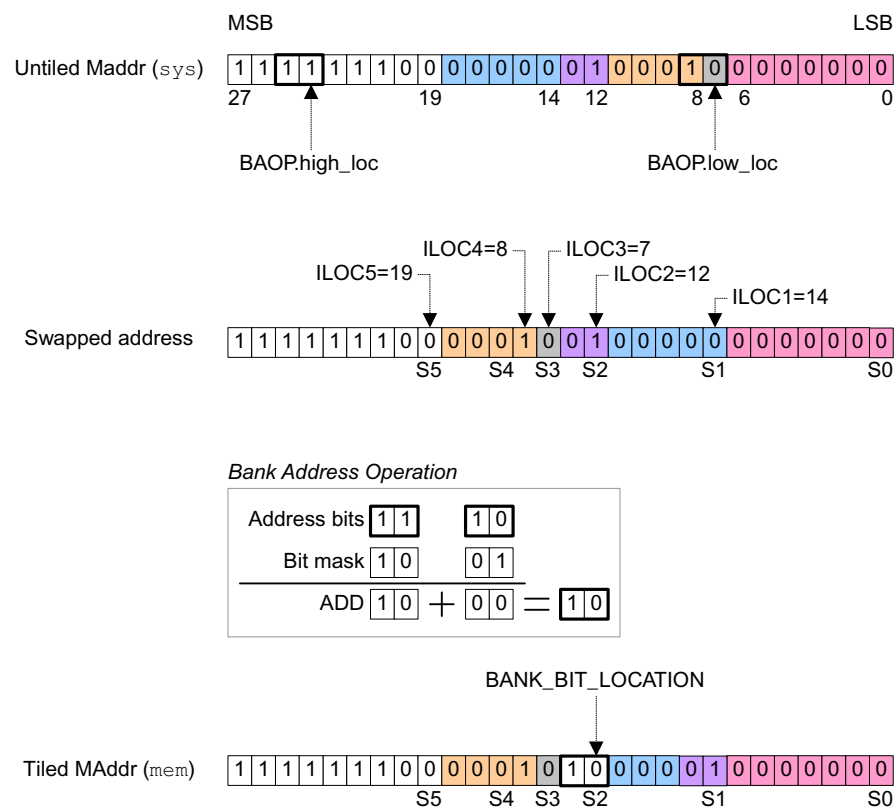 MSB LSB
Untiled Maddr (sys) 1 1 1 1 1 1 1 0 0 0 0 0 0 0 0 1 0 0 0 1 0 0 0 0 0 0 0 0
27 19 14 12 8 6 0
BAOP.high_loc BAOP.low_loc
ILOC4=8 ILOC3=7
ILOC5=19 ILOC2=12
ILOC1=14
Swapped address 1 1 1 1 1 1 1 0 0 0 0 0 1 0 0 1 0 0 0 0 0 0 0 0 0 0 0 0
S5 S4 S3 S2 S1 S0
Bank Address Operation
Address bits 1 1 1 0
Bit mask 1 0 0 1
ADD 1 0 + 0 0 = 1 0
BANK_BIT_LOCATION
Tiled MAddr (mem) 1 1 1 1 1 1 1 0 0 0 0 0 1 0 1 0 0 0 0 0 1 0 0 0 0 0 0 0
S5 S4 S3 S2 S1 S0